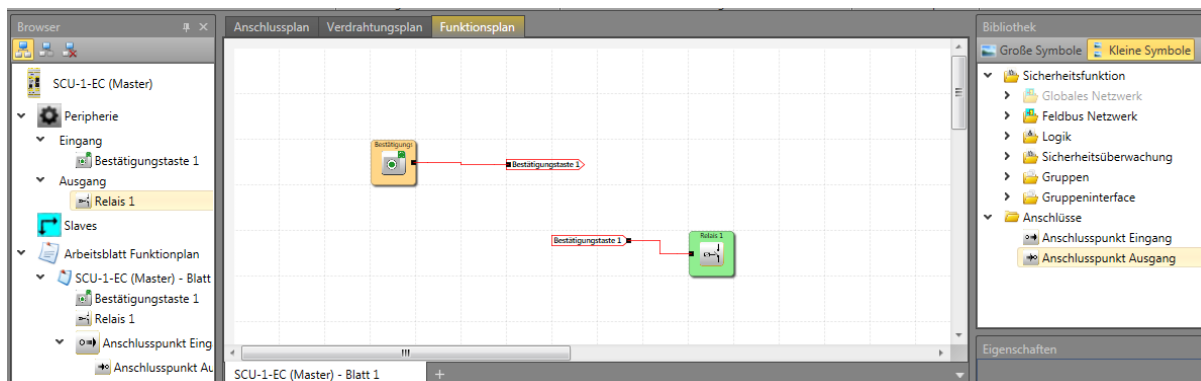 Browser
SCU-1-EC (Master)
Peripherie
Eingang
Bestätigungstaste 1
Ausgang
Relais 1
Slaves
Arbeitsblatt Funktionplan
SCU-1-EC (Master) - Blatt
Bestätigungstaste 1
Relais 1
Anschlusspunkt Eing
Anschlusspunkt Au
Anschlussplan Verdrahtungsplan Funktionsplan
Bestätigungs
Bestätigungstaste 1
Bestätigungstaste 1
Relais 1
SCU-1-EC (Master) - Blatt 1 +
Bibliothek
Große Symbole Kleine Symbole
Sicherheitsfunktion
Globales Netzwerk
Feldbus Netzwerk
Logik
Sicherheitsüberwachung
Gruppen
Gruppeninterface
Anschlüsse
Anschlusspunkt Eingang
Anschlusspunkt Ausgang
Eigenschaften